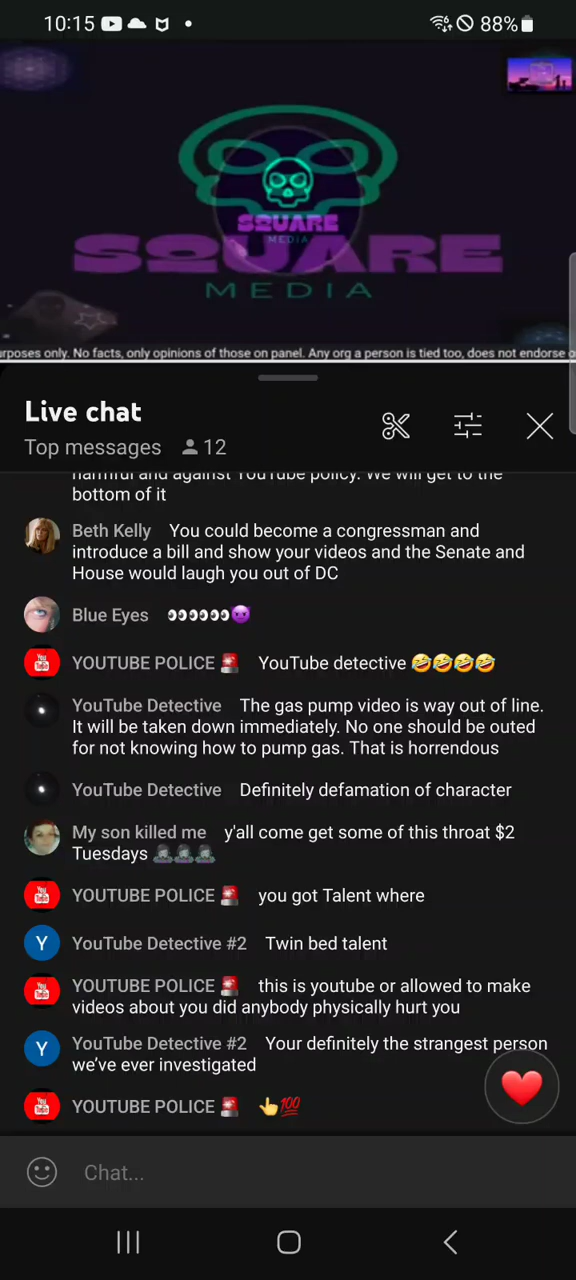 10:15
88%
SQUARE
MEDIA
SQUARE
MEDIA
rposes only. No facts, only opinions of those on panel. Any org a person is tied too, does not endorse o
Live chat
Top messages 12
harmful and against YouTube policy. We will get to the
bottom of it
Beth Kelly You could become a congressman and
introduce a bill and show your videos and the Senate and
House would laugh you out of DC
Blue Eyes 👀👀👀👀👀👀😈
YOUTUBE POLICE 🚨 YouTube detective 🤣🤣🤣🤣
YouTube Detective The gas pump video is way out of line.
It will be taken down immediately. No one should be outed
for not knowing how to pump gas. That is horrendous
YouTube Detective Definitely defamation of character
My son killed me y'all come get some of this throat $2
Tuesdays
YOUTUBE POLICE 🚨 you got Talent where
Y YouTube Detective #2 Twin bed talent
YOUTUBE POLICE 🚨 this is youtube or allowed to make
videos about you did anybody physically hurt you
Y YouTube Detective #2 Your definitely the strangest person
we've ever investigated
YOUTUBE POLICE 🚨 👆💯
Chat...